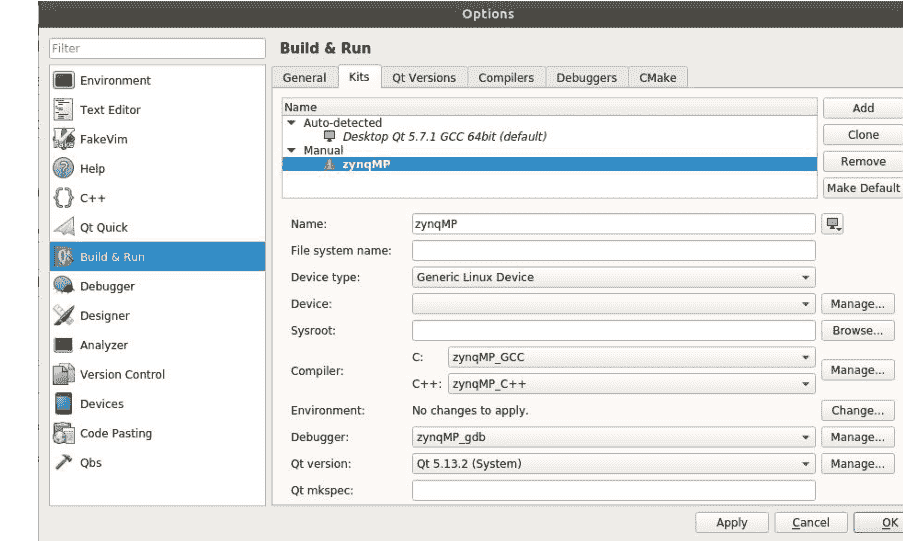 Options
Filter
Environment
Text Editor
FakeVim
Help
C++
Qt Quick
Build & Run
Debugger
Designer
Analyzer
Version Control
Devices
Code Pasting
Qbs
Build & Run
General Kits Qt Versions Compilers Debuggers CMake
Name
Auto-detected
Desktop Qt 5.7.1 GCC 64bit (default)
Manual
zynqMP
Add
Clone
Remove
Make Default
Name: zynqMP
File system name:
Device type: Generic Linux Device
Device: Manage...
Sysroot: Browse...
Compiler: C: zynqMP_GCC
C++: zynqMP_C++ Manage...
Environment: No changes to apply. Change...
Debugger: zynqMP_gdb Manage...
Qt version: Qt 5.13.2 (System) Manage...
Qt mkspec:
Apply Cancel OK